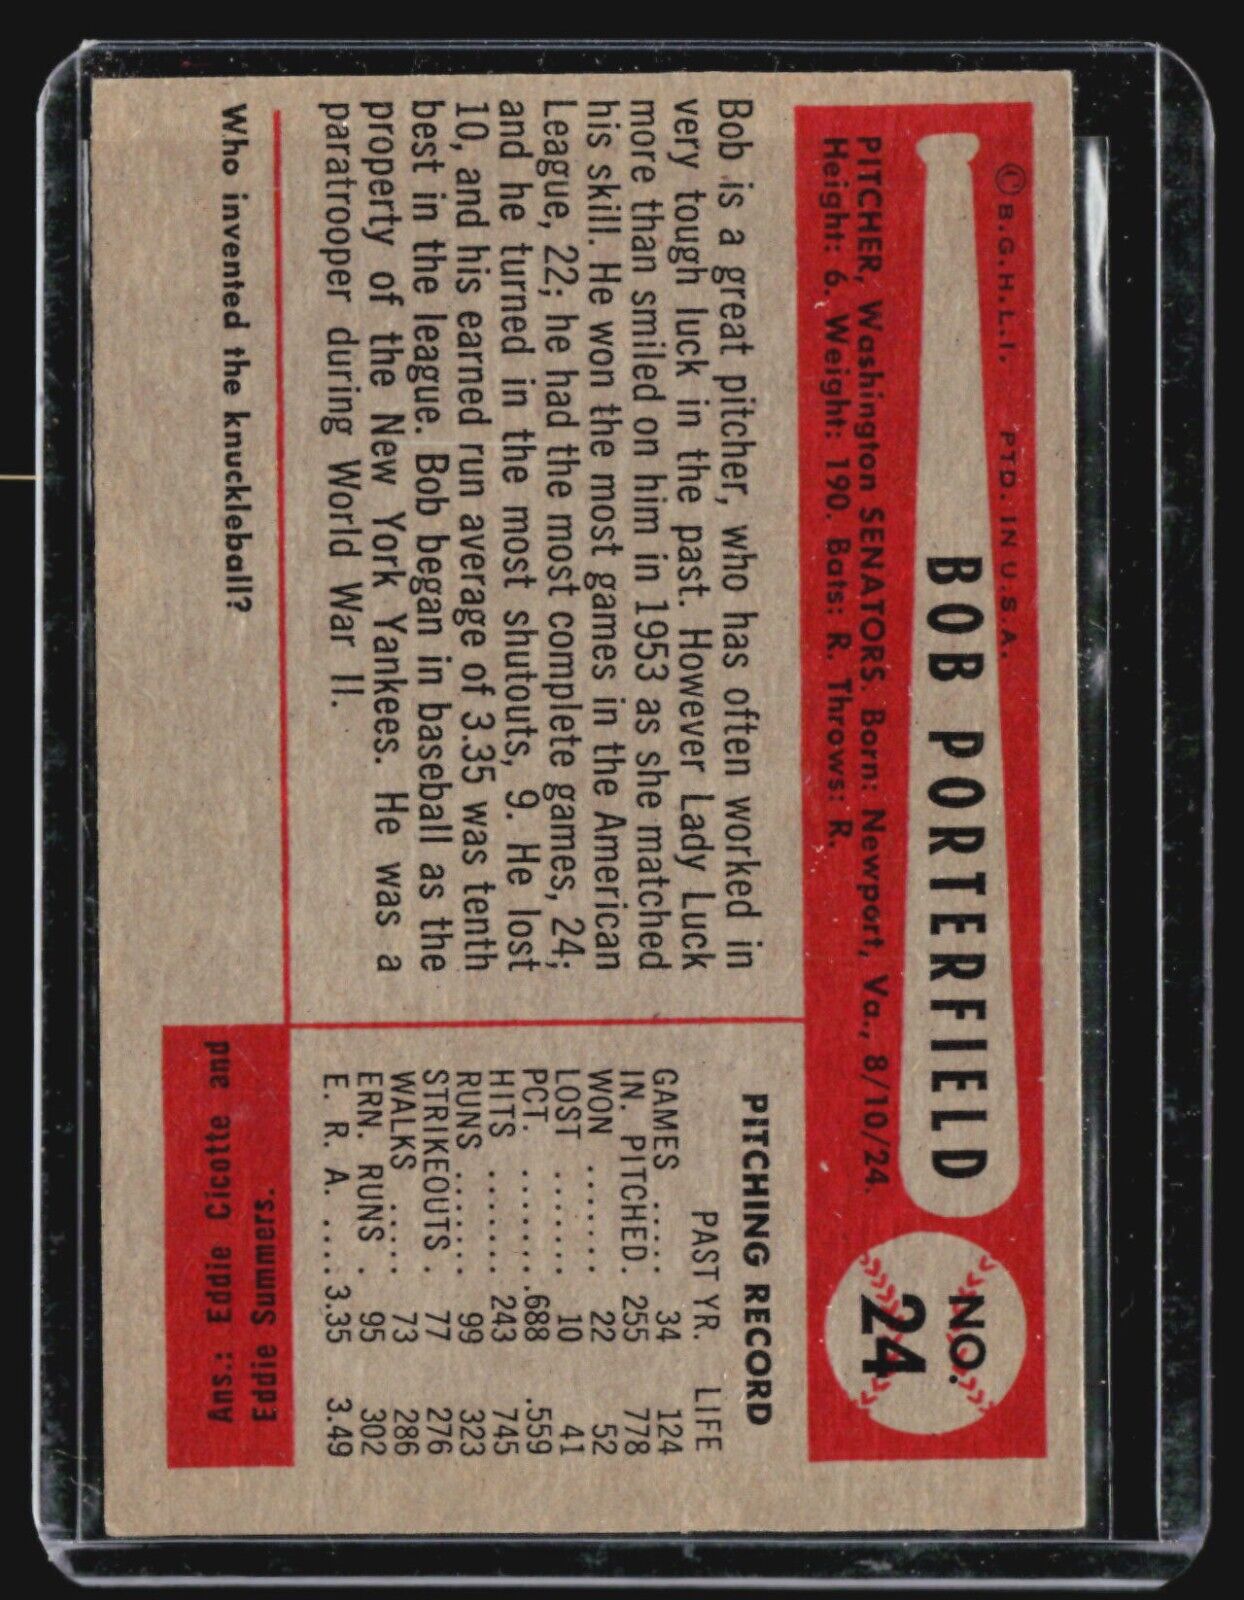 © B.G.H.L.I. PTD. IN U.S.A.
BOB PORTERFIELD
NO.
24
PITCHER, Washington SENATORS. Born: Newport, Va., 8/10/24.
Height: 6. Weight: 190. Bats: R. Throws: R.
Bob is a great pitcher, who has often worked in
very tough luck in the past. However Lady Luck
more than smiled on him in 1953 as she matched
his skill. He won the most games in the American
League, 22; he had the most complete games, 24;
and he turned in the most shutouts, 9. He lost
10, and his earned run average of 3.35 was tenth
best in the league. Bob began in baseball as the
property of the New York Yankees. He was a
paratrooper during World War II.
PITCHING RECORD
PAST YR. LIFE
GAMES ..... 34 124
IN. PITCHED. 255 778
WON ....... 22 52
LOST ....... 10 41
PCT. ........ .688 .559
HITS ....... 243 745
RUNS ....... 99 323
STRIKEOUTS . 77 276
WALKS ..... 73 286
ERN. RUNS . 95 302
E. R. A. .... 3.35 3.49
Who invented the knuckleball?
Ans.: Eddie Cicotte and
Eddie Summers.